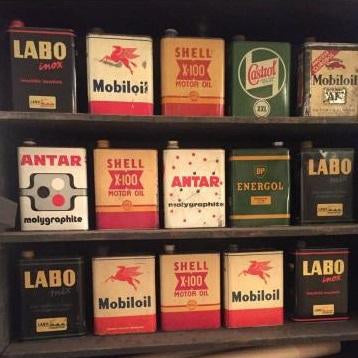 LABO
inox
Mobiloil
SHELL
X-100
MOTOR OIL
Castrol
XXL
Mobiloil
AF
ANTAR
molygraphite
SHELL
X-100
MOTOR OIL
ANTAR
molygraphite
BP
ENERGOL
LABO
LABO
Mobiloil
SHELL
X-100
MOTOR OIL
Mobiloil
LABO
inox